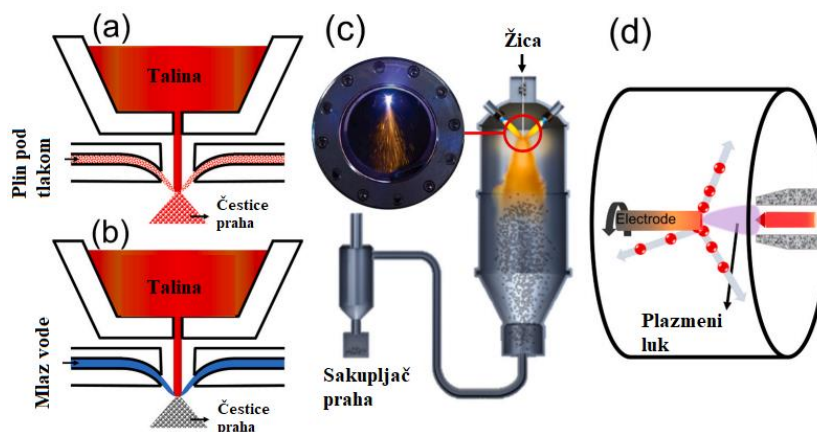 (a)
Talina
Plin pod
tlakom
Čestice
praha
(b)
Talina
Mlaz vode
Čestice
praha
(c)
Žica
Sakupljač
praha
(d)
Electrode
Plazmeni
luk